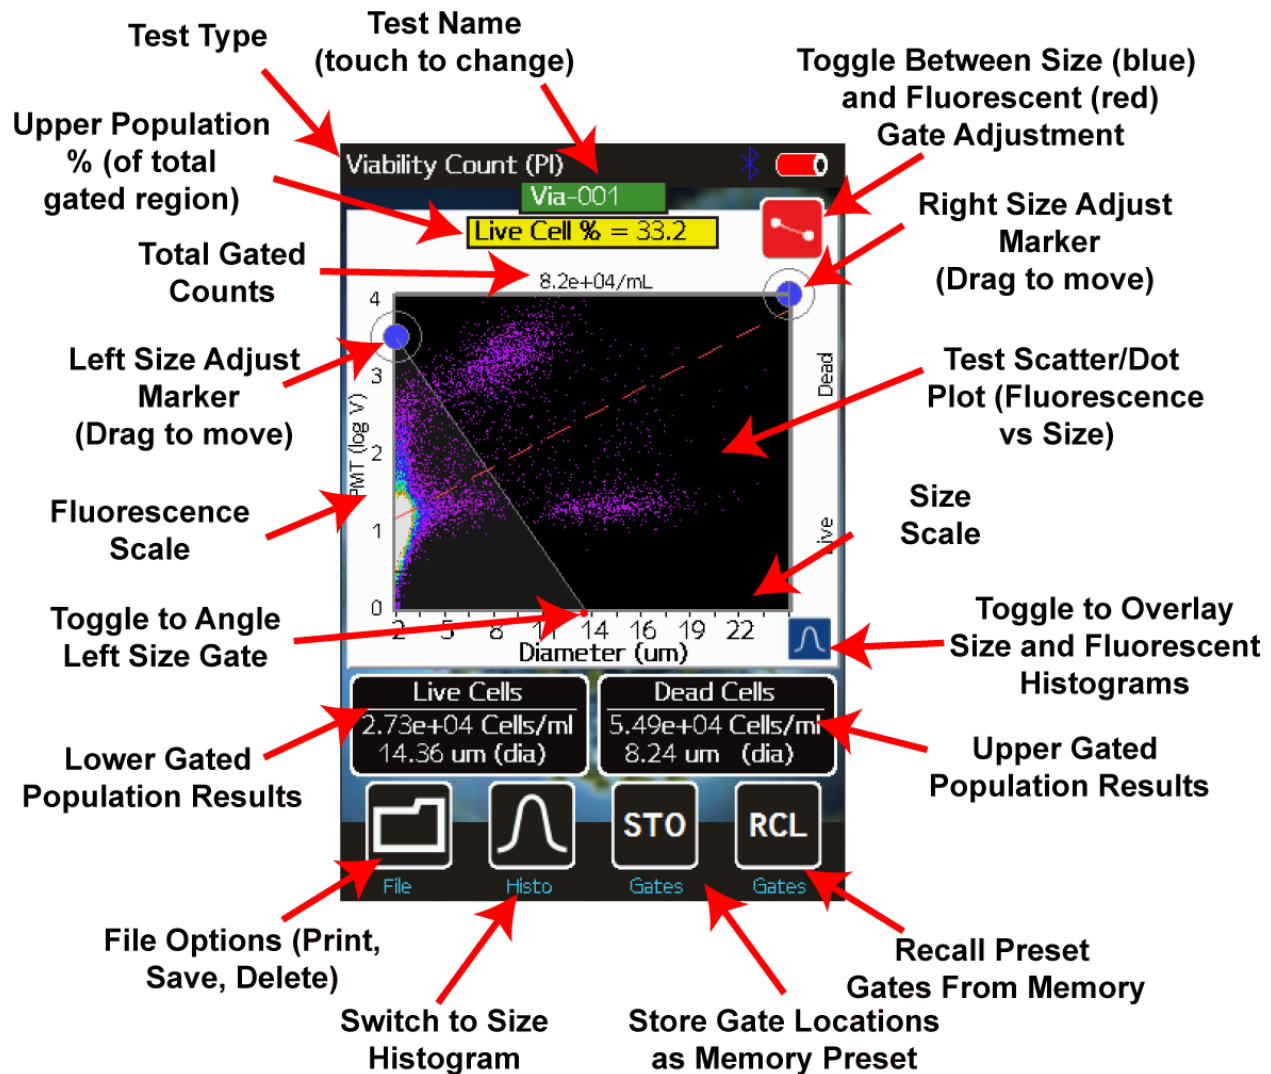 Test Type
Test Name
(touch to change)
Toggle Between Size (blue)
and Fluorescent (red)
Gate Adjustment
Upper Population
% (of total
gated region)
Viability Count (PI)
Via-001
Live Cell % = 33.2
Right Size Adjust
Marker
(Drag to move)
Total Gated
Counts
8.2e+04/mL
4
3
2
1
0
PMT (log V)
Dead
Live
Left Size Adjust
Marker
(Drag to move)
Test Scatter/Dot
Plot (Fluorescence
vs Size)
Fluorescence
Scale
Size
Scale
Toggle to Angle
Left Size Gate
2 5 8 11 14 16 19 22
Diameter (um)
Toggle to Overlay
Size and Fluorescent
Histograms
Live Cells
2.73e+04 Cells/ml
14.36 um (dia)
Dead Cells
5.49e+04 Cells/ml
8.24 um (dia)
Lower Gated
Population Results
Upper Gated
Population Results
STO
RCL
File
Histo
Gates
Gates
File Options (Print,
Save, Delete)
Switch to Size
Histogram
Store Gate Locations
as Memory Preset
Recall Preset
Gates From Memory